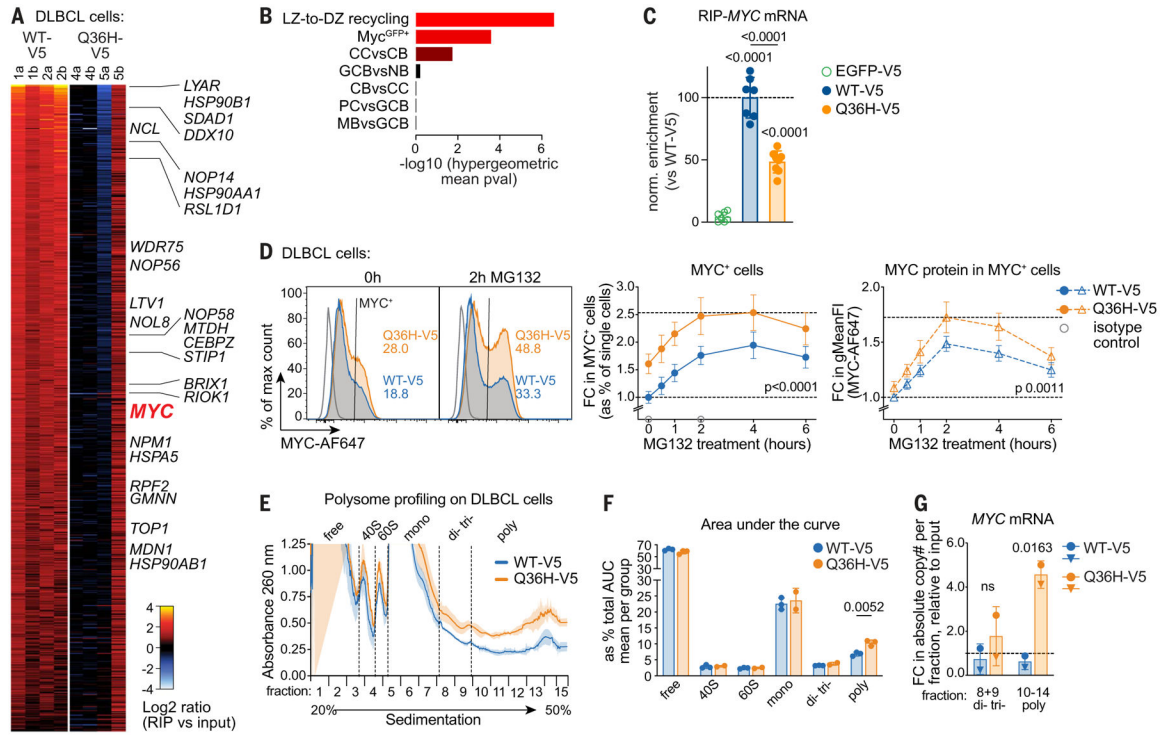 A
DLBCL cells:
WT-
V5
Q36H-
V5
1a
1b
2a
2b
4a
4b
5a
5b
LYAR
HSP90B1
SDAD1
DDX10
NCL
NOP14
HSP90AA1
RSL1D1
WDR75
NOP56
LTV1
NOL8
NOP58
MTDH
CEBPZ
STIP1
BRIX1
RIOK1
MYC
NPM1
HSPA5
RPF2
GMNN
TOP1
MDN1
HSP90AB1
4
2
0
-2
-4
Log2 ratio
(RIP vs input)
B
LZ-to-DZ recycling
MycGFP+
CCvsCB
GCBvsNB
CBvsCC
PCvsGCB
MBvsGCB
0 2 4 6
-log10 (hypergeometric
mean pval)
C
RIP-MYC mRNA
<0.0001
<0.0001
<0.0001
EGFP-V5
WT-V5
Q36H-V5
norm. enrichment
(vs WT-V5)
100
50
0
D
DLBCL cells:
0h
2h MG132
MYC+
Q36H-V5
28.0
WT-V5
18.8
Q36H-V5
48.8
WT-V5
33.3
% of max count
100
80
60
40
20
0
MYC-AF647
MYC+ cells
FC in MYC+ cells
(as % of single cells)
3.0
2.5
2.0
1.5
1.0
p<0.0001
0 1 2 4 6
MG132 treatment (hours)
MYC protein in MYC+ cells
FC in gMeanFI
(MYC-AF647)
2.0
1.5
1.0
p 0.0011
0 2 4 6
MG132 treatment (hours)
WT-V5
Q36H-V5
isotype
control
E
Polysome profiling on DLBCL cells
free
40S
60S
mono
di- tri-
poly
WT-V5
Q36H-V5
Absorbance 260 nm
1.25
1.00
0.75
0.50
0.25
0.00
fraction:
1 2 3 4 5 6 7 8 9 10 11 12 13 14 15
20%
Sedimentation
50%
F
Area under the curve
WT-V5
Q36H-V5
0.0052
as % total AUC
mean per group
70
60
50
30
25
20
15
10
5
0
free
40S
60S
mono
di- tri-
poly
G
MYC mRNA
WT-V5
Q36H-V5
0.0163
ns
FC in absolute copy# per
fraction, relative to input
6.0
4.0
2.0
0.0
fraction:
8+9
di- tri-
10-14
poly